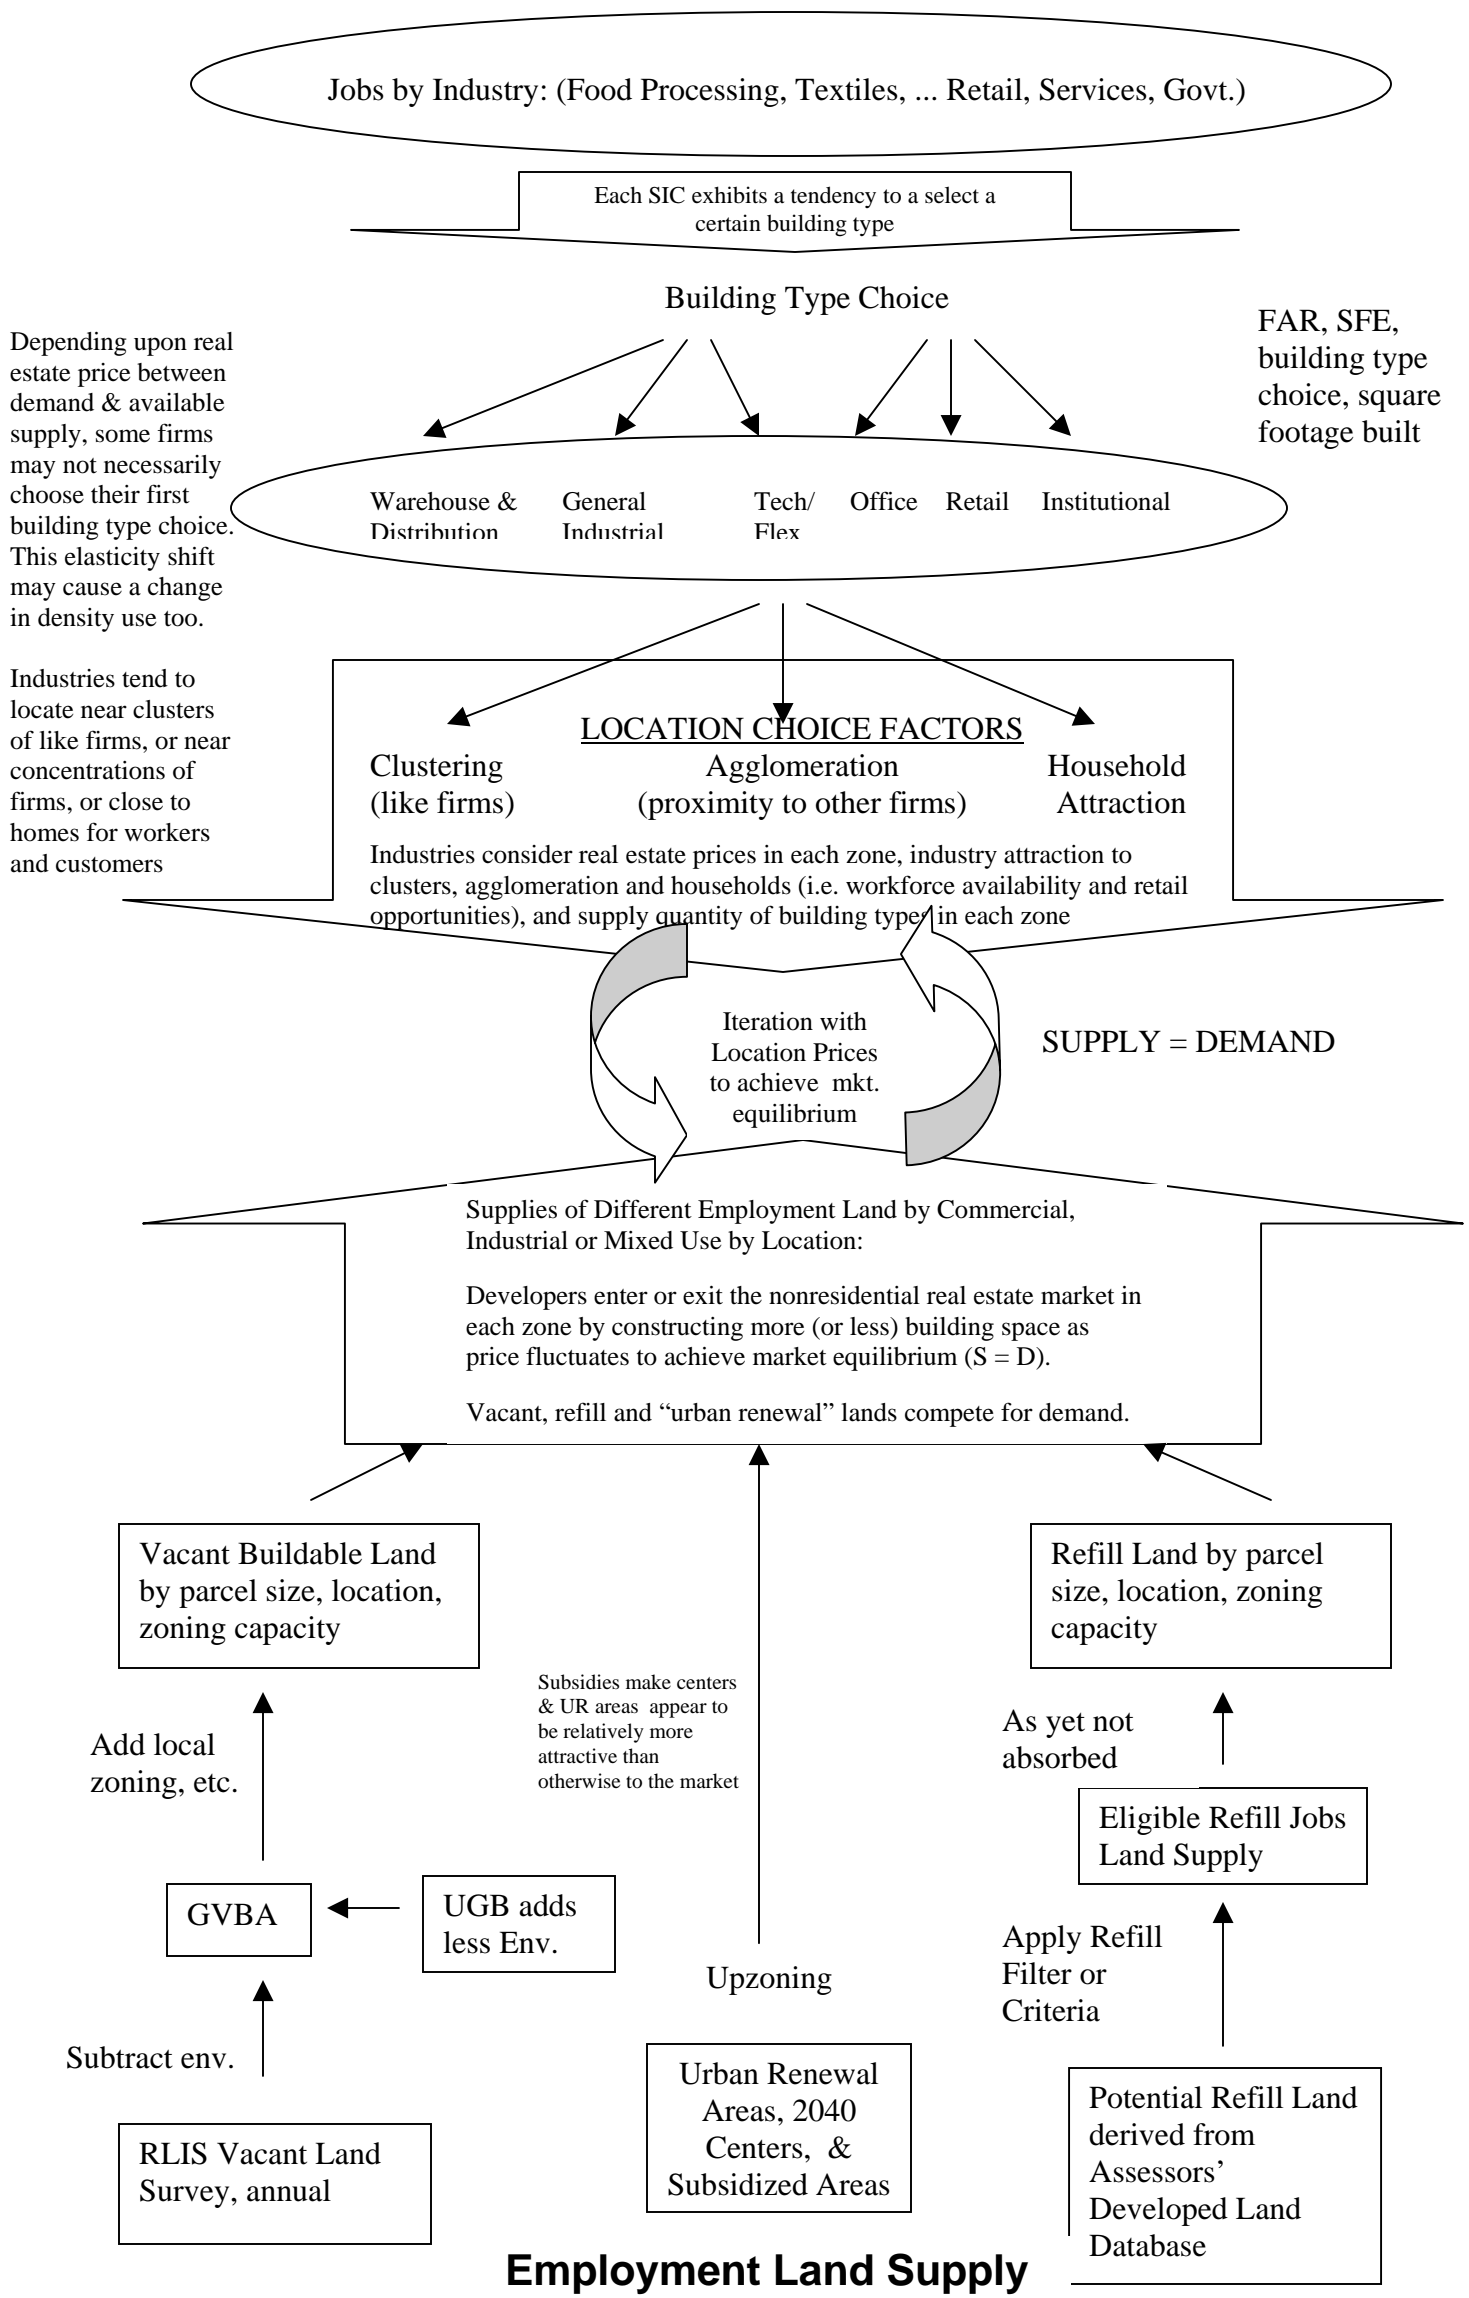 Jobs by Industry: (Food Processing, Textiles, ... Retail, Services, Govt.)
Each SIC exhibits a tendency to a select a
certain building type
Building Type Choice
FAR, SFE,
building type
choice, square
footage built
Depending upon real
estate price between
demand & available
supply, some firms
may not necessarily
choose their first
building type choice.
This elasticity shift
may cause a change
in density use too.
Industries tend to
locate near clusters
of like firms, or near
concentrations of
firms, or close to
homes for workers
and customers
Warehouse &
Distribution
General
Industrial
Tech/
Flex
Office
Retail
Institutional
LOCATION CHOICE FACTORS
Clustering
(like firms)
Agglomeration
(proximity to other firms)
Household
Attraction
Industries consider real estate prices in each zone, industry attraction to
clusters, agglomeration and households (i.e. workforce availability and retail
opportunities), and supply quantity of building types in each zone
Iteration with
Location Prices
to achieve mkt.
equilibrium
SUPPLY = DEMAND
Supplies of Different Employment Land by Commercial,
Industrial or Mixed Use by Location:
Developers enter or exit the nonresidential real estate market in
each zone by constructing more (or less) building space as
price fluctuates to achieve market equilibrium (S = D).
Vacant, refill and “urban renewal” lands compete for demand.
Vacant Buildable Land
by parcel size, location,
zoning capacity
Refill Land by parcel
size, location, zoning
capacity
Subsidies make centers
& UR areas appear to
be relatively more
attractive than
otherwise to the market
Add local
zoning, etc.
As yet not
absorbed
Eligible Refill Jobs
Land Supply
GVBA
UGB adds
less Env.
Apply Refill
Filter or
Criteria
Upzoning
Subtract env.
Urban Renewal
Areas, 2040
Centers, &
Subsidized Areas
Potential Refill Land
derived from
Assessors’
Developed Land
Database
RLIS Vacant Land
Survey, annual
Employment Land Supply